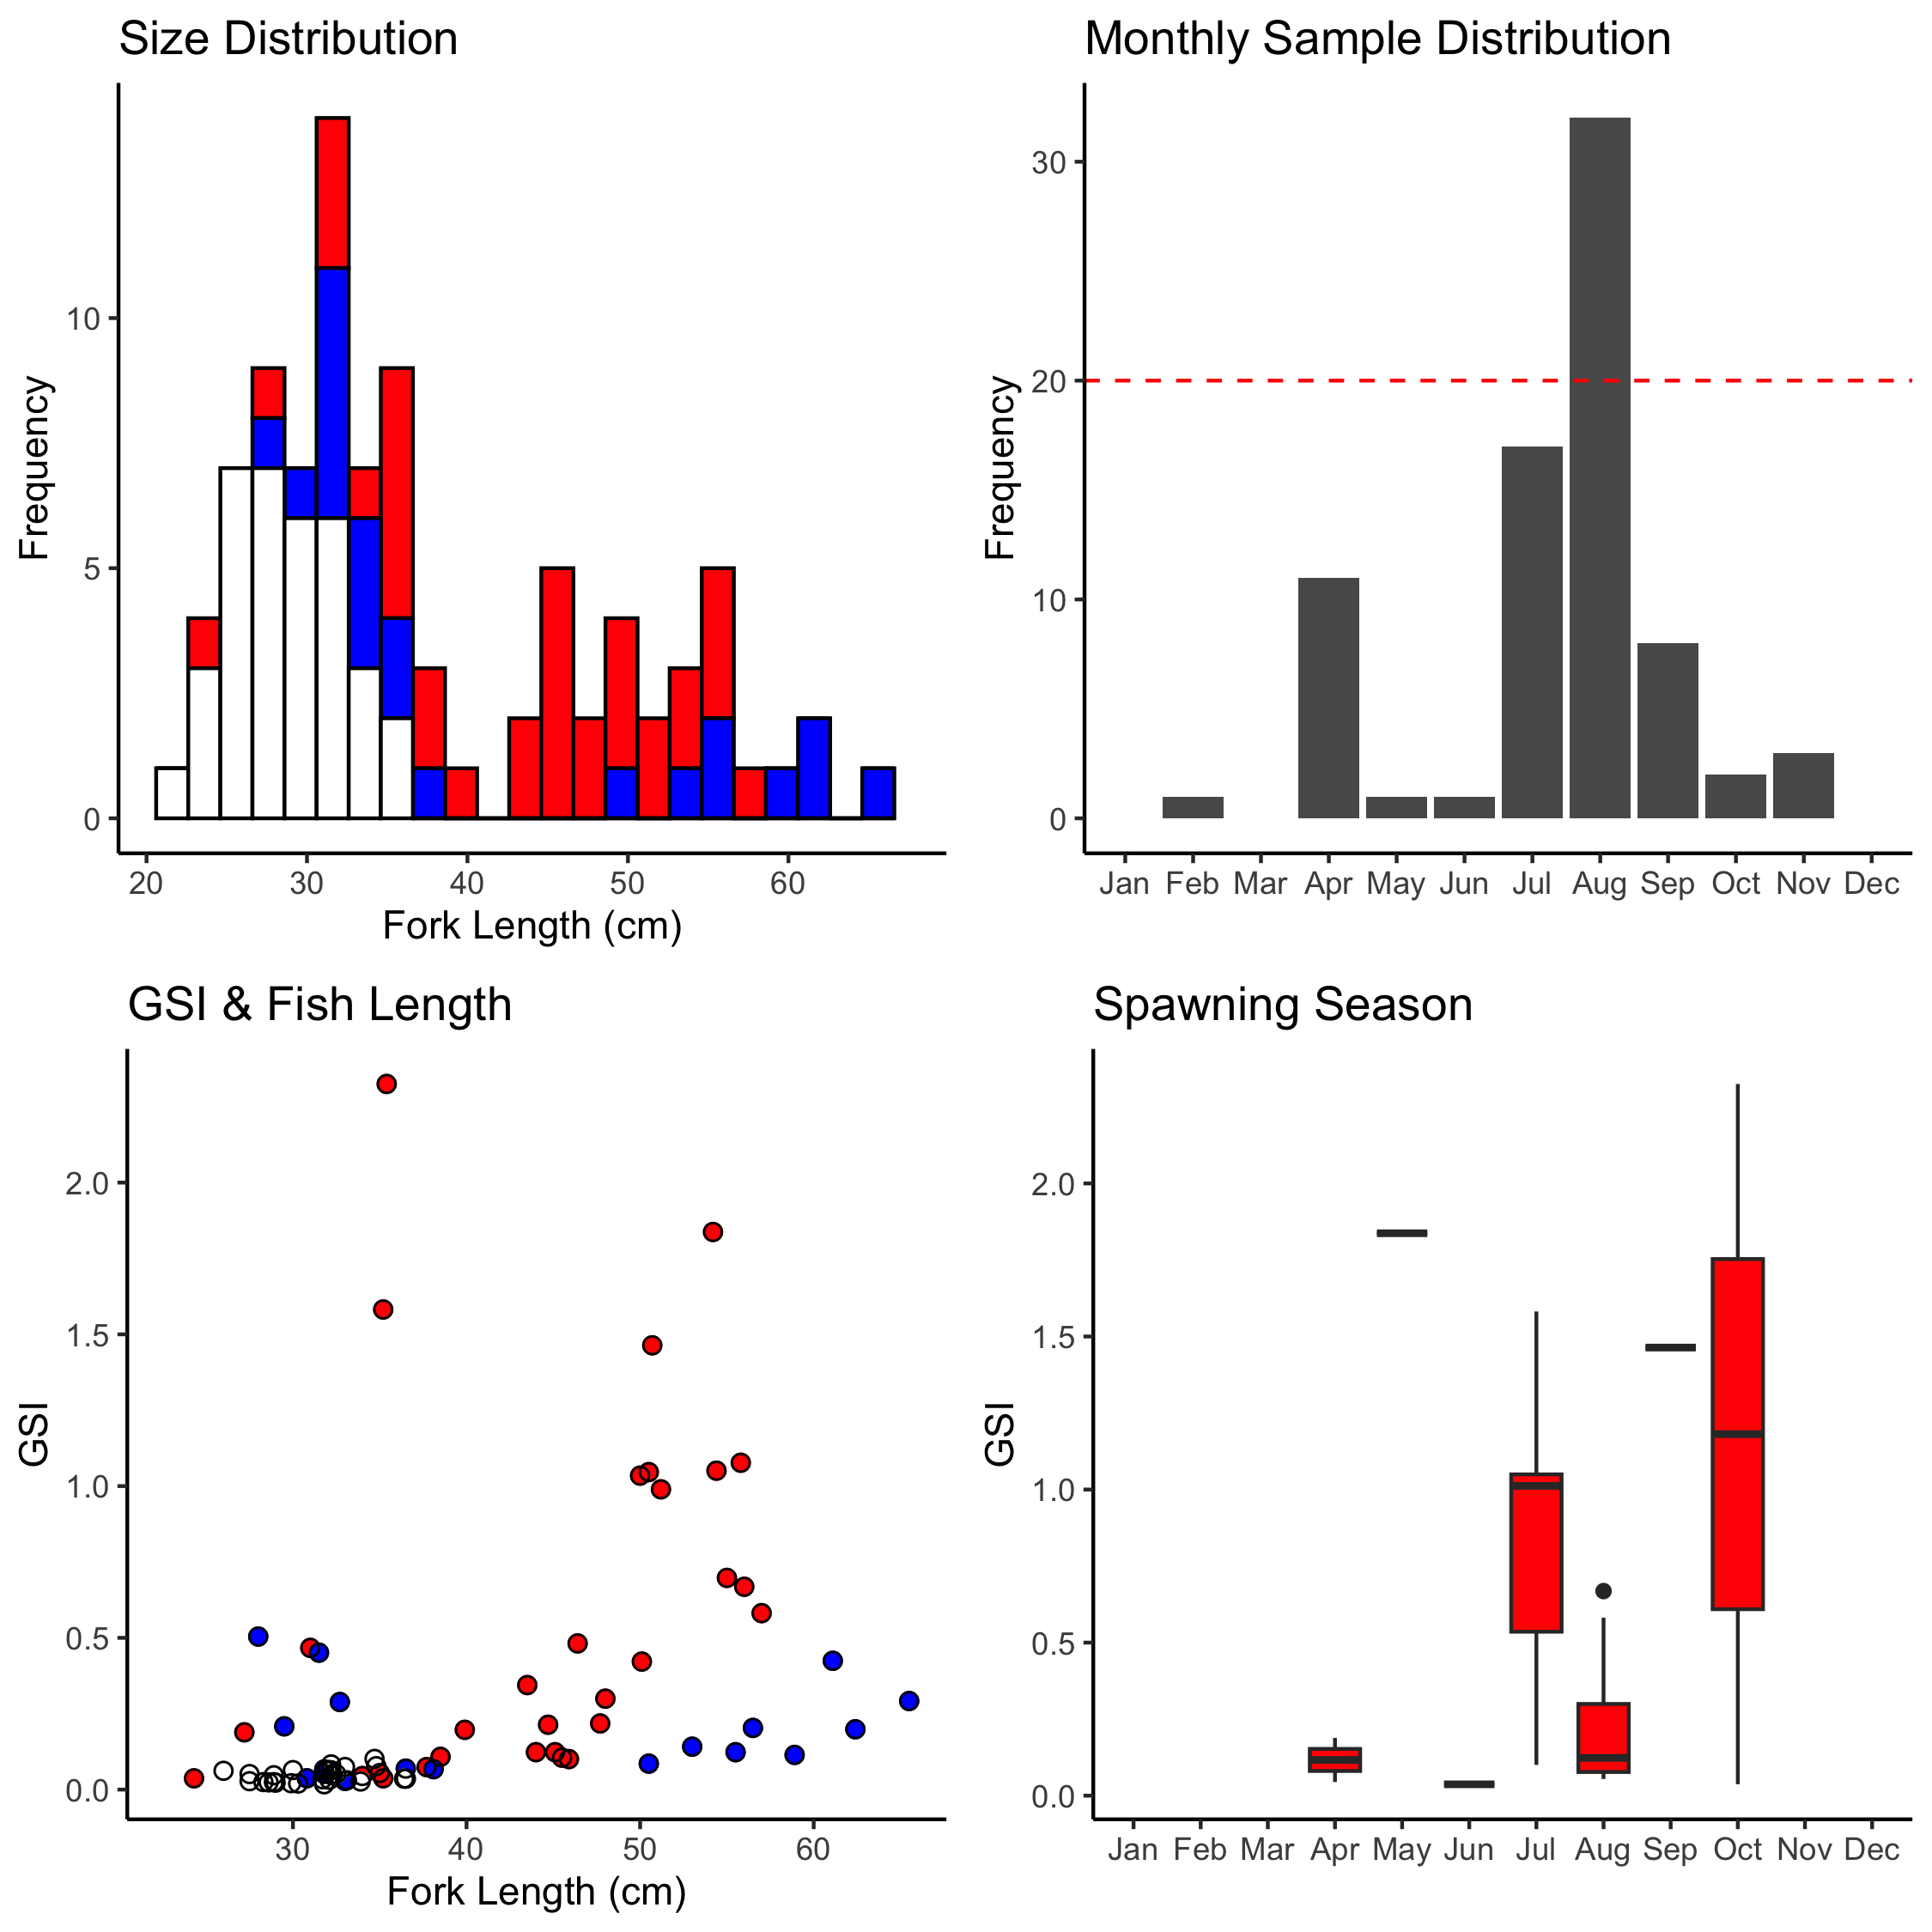 Size Distribution
Frequency
10
5
0
20 30 40 50 60
Fork Length (cm)
Monthly Sample Distribution
Frequency
30
20
10
0
Jan Feb Mar Apr May Jun Jul Aug Sep Oct Nov Dec
GSI & Fish Length
GSI
2.0
1.5
1.0
0.5
0.0
30 40 50 60
Fork Length (cm)
Spawning Season
GSI
2.0
1.5
1.0
0.5
0.0
Jan Feb Mar Apr May Jun Jul Aug Sep Oct Nov Dec